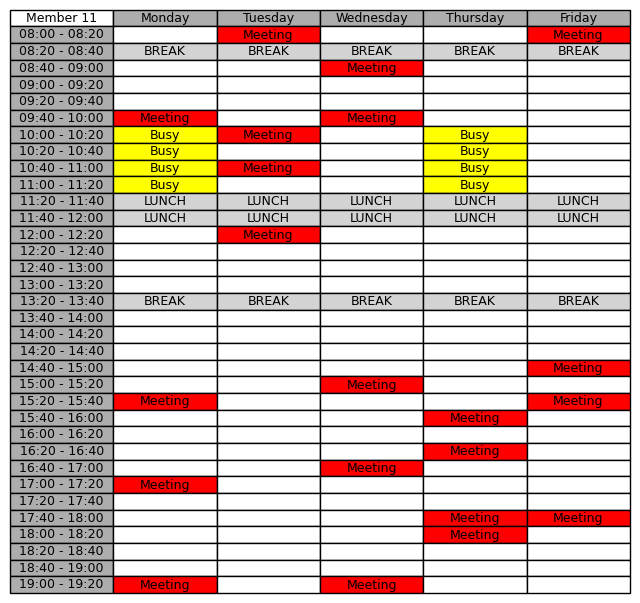 Member 11 Monday Tuesday Wednesday Thursday Friday
08:00 - 08:20 Meeting Meeting
08:20 - 08:40 BREAK BREAK BREAK BREAK BREAK
08:40 - 09:00 Meeting
09:00 - 09:20
09:20 - 09:40
09:40 - 10:00 Meeting Meeting
10:00 - 10:20 Busy Meeting Busy
10:20 - 10:40 Busy Busy
10:40 - 11:00 Busy Meeting Busy
11:00 - 11:20 Busy Busy
11:20 - 11:40 LUNCH LUNCH LUNCH LUNCH LUNCH
11:40 - 12:00 LUNCH LUNCH LUNCH LUNCH LUNCH
12:00 - 12:20 Meeting
12:20 - 12:40
12:40 - 13:00
13:00 - 13:20
13:20 - 13:40 BREAK BREAK BREAK BREAK BREAK
13:40 - 14:00
14:00 - 14:20
14:20 - 14:40
14:40 - 15:00 Meeting
15:00 - 15:20 Meeting
15:20 - 15:40 Meeting Meeting
15:40 - 16:00 Meeting
16:00 - 16:20
16:20 - 16:40 Meeting
16:40 - 17:00 Meeting
17:00 - 17:20 Meeting
17:20 - 17:40
17:40 - 18:00 Meeting Meeting
18:00 - 18:20 Meeting
18:20 - 18:40
18:40 - 19:00
19:00 - 19:20 Meeting Meeting